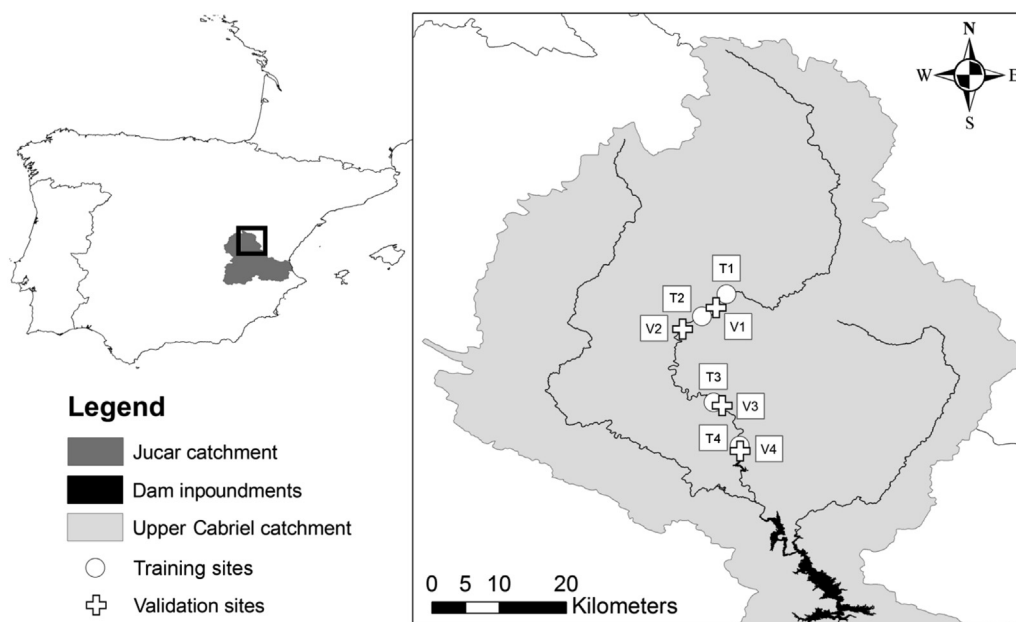 Legend
Jucar catchment
Dam inpoundments
Upper Cabriel catchment
Training sites
Validation sites
N
W E
S
T1
T2
V2 V1
T3
V3
T4 V4
0 5 10 20
Kilometers